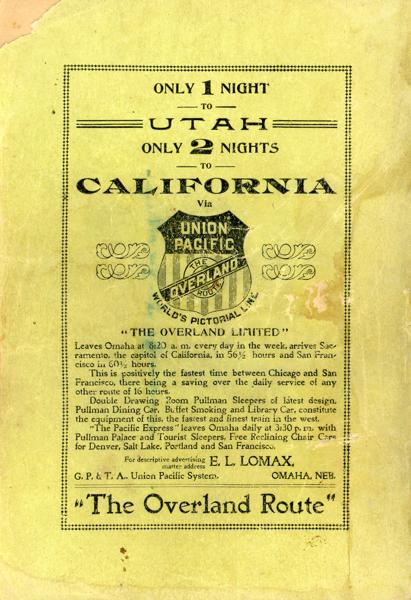 ONLY 1 NIGHT
TO
UTAH
ONLY 2 NIGHTS
TO
CALIFORNIA
Via
UNION
PACIFIC
THE
OVERLAND
ROUTE
WORLD'S PICTORIAL LINE
"THE OVERLAND LIMITED"
Leaves Omaha at 8:20 a. m. every day in the week, arrives Sac-
ramento, the capitol of California, in 56½ hours and San Fran-
cisco in 60½ hours.
This is positively the fastest time between Chicago and San
Francisco, there being a saving over the daily service of any
other route of 16 hours.
Double Drawing Room Pullman Sleepers of latest design,
Pullman Dining Car, Buffet Smoking and Library Car, constitute
the equipment of this, the fastest and finest train in the west.
"The Pacific Express" leaves Omaha daily at 3:30 p. m. with
Pullman Palace and Tourist Sleepers, Free Reclining Chair Cars
for Denver, Salt Lake, Portland and San Francisco.
For descriptive advertising
matter address E. L. LOMAX,
G. P. & T. A., Union Pacific System, OMAHA, NEB.
"The Overland Route"